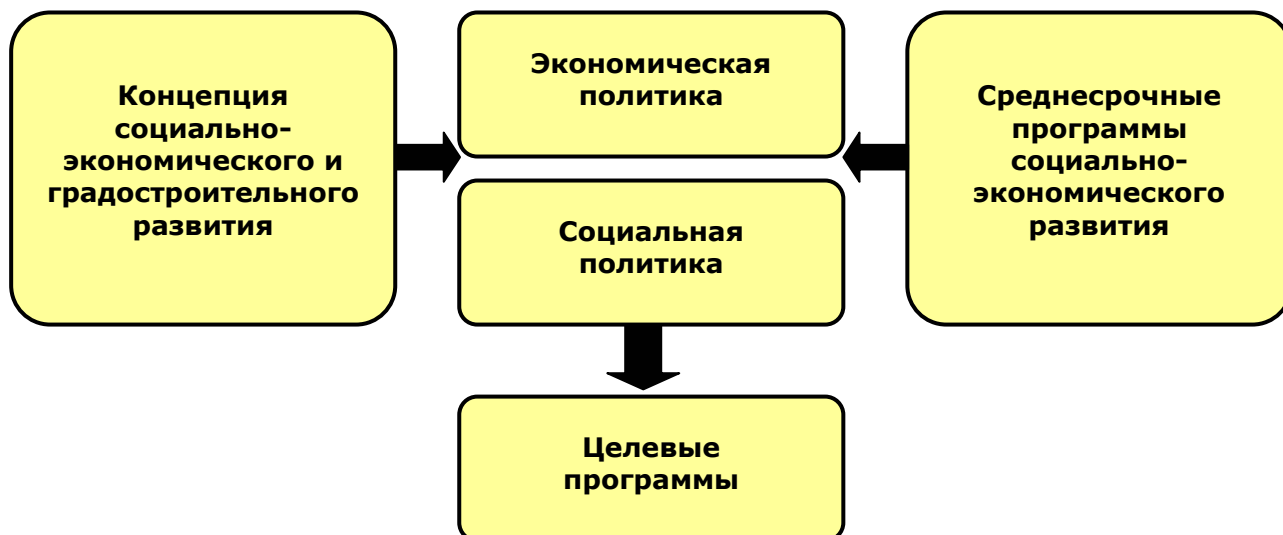 Концепция
социально-
экономического и
градостроительного
развития
Экономическая
политика
Социальная
политика
Среднесрочные
программы
социально-
экономического
развития
Целевые
программы